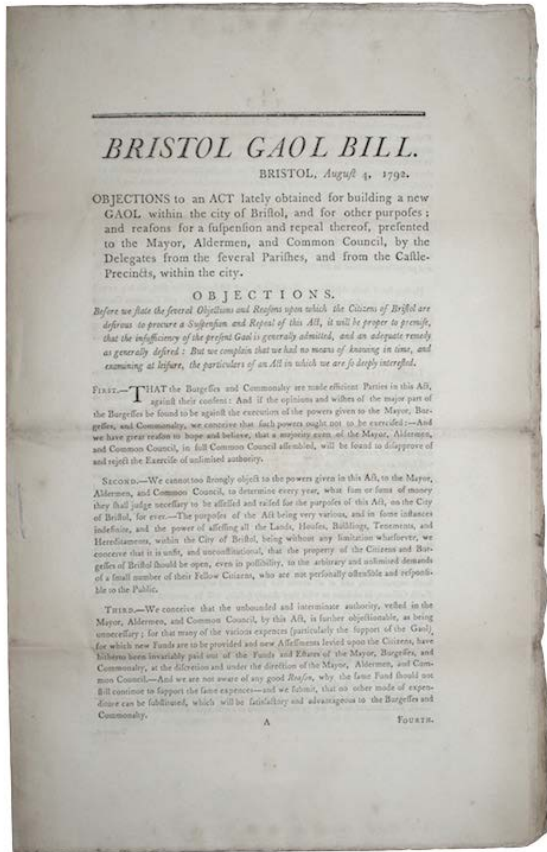 BRISTOL GAOL BILL.
BRISTOL, Auguſt 4, 1792.
OBJECTIONS to an ACT lately obtained for building a new
GAOL within the city of Briſtol, and for other purpoſes;
and reaſons for a ſuſpenſion and repeal thereof, preſented
to the Mayor, Aldermen, and Common Council, by the
Delegates from the ſeveral Pariſhes, and from the Caſtle-
Precincts, within the city.
OBJECTIONS.
Before we ſtate the ſeveral Objections and Reaſons upon which the Citizens of Briſtol are
deſirous to procure a Suſpenſion and Repeal of this Act, it will be proper to premiſe,
that the inſufficiency of the preſent Gaol is generally admitted, and an adequate remedy
as generally deſired: But we complain that we had no means of knowing in time, and
examining at leiſure, the particulars of an Act in which we are ſo deeply intereſted.
FIRST.—THAT the Burgeſſes and Commonalty are made efficient Parties in this Act,
againſt their conſent: And if the opinions and wiſhes of the major part of
the Burgeſſes be found to be againſt the execution of the powers given to the Mayor, Bur-
geſſes, and Commonalty, we conceive that ſuch powers ought not to be exerciſed:—And
we have great reaſon to hope and believe, that a majority even of the Mayor, Aldermen,
and Common Council, in full Common Council aſſembled, will be found to diſapprove of
and reject the Exerciſe of unlimited authority.
SECOND.—We cannot too ſtrongly object to the powers given in this Act, to the Mayor,
Aldermen, and Common Council, to determine every year, what ſum or ſums of money
they ſhall judge neceſſary to be aſſeſſed and raiſed for the purpoſes of this Act, on the City
of Briſtol, for ever.—The purpoſes of the Act being very various, and in ſome inſtances
indefinite, and the power of aſſeſſing all the Lands, Houſes, Buildings, Tenements, and
Hereditaments, within the City of Briſtol, being without any limitation whatſoever, we
conceive that it is unfit, and unconſtitutional, that the property of the Citizens and Bur-
geſſes of Briſtol ſhould be open, even in poſſibility, to the arbitrary and unlimited demands
of a ſmall number of their Fellow Citizens, who are not perſonally oſtenſible and reſponſi-
ble to the Public.
THIRD.—We conceive that the unbounded and interminate authority, veſted in the
Mayor, Aldermen, and Common Council, by this Act, is further objectionable, as being
unneceſſary; for that many of the various expences (particularly the Support of the Gaol)
for which new Funds are to be provided and new Aſſeſſments levied upon the Citizens, have
hitherto been invariably paid out of the Funds and Eſtates of the Mayor, Burgeſſes, and
Commonalty, at the diſcretion and under the direction of the Mayor, Aldermen, and Com-
mon Council.—And we are not aware of any good Reaſon, why the ſame Fund ſhould not
ſtill continue to ſupport the ſame expences—and we ſubmit, that no other mode of expen-
diture can be ſubſtituted, which will be ſatisfactory and advantageous to the Burgeſſes and
Commonalty.
A FOURTH.